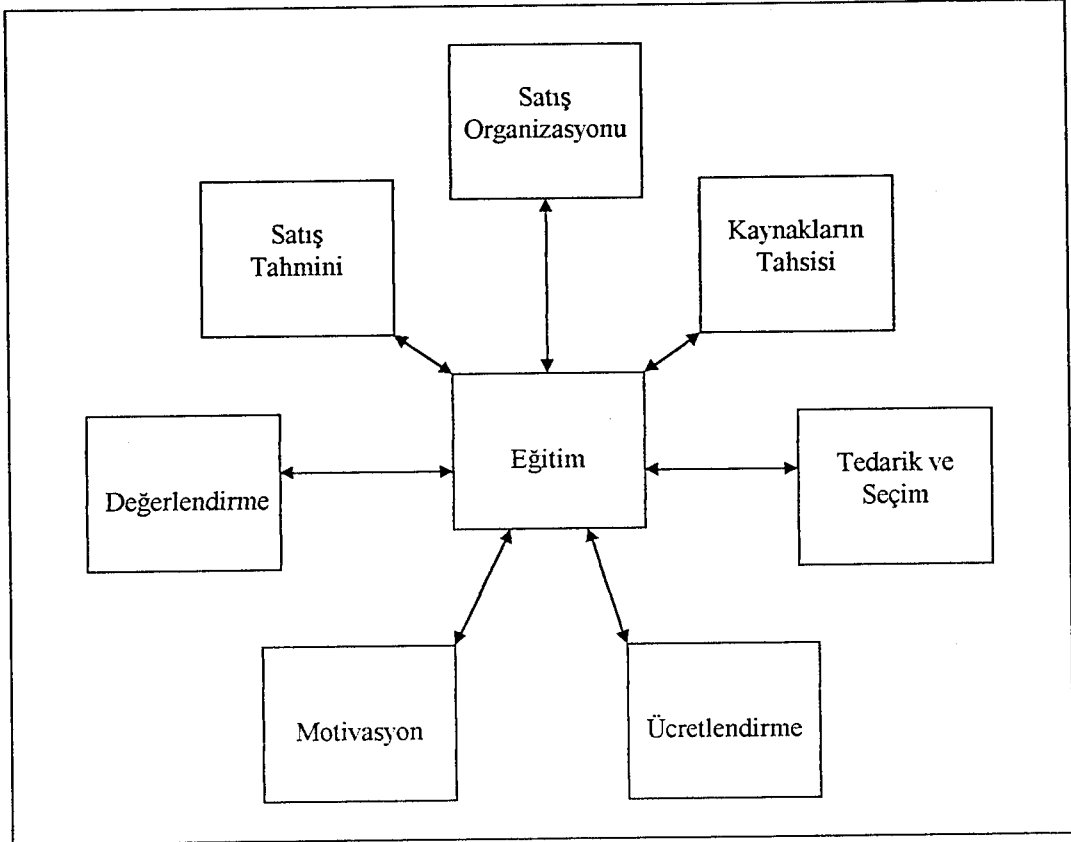 Satış
Organizasyonu
Satış
Tahmini
Kaynakların
Tahsisi
Eğitim
Tedarik ve
Seçim
Değerlendirme
Motivasyon
Ücretlendirme